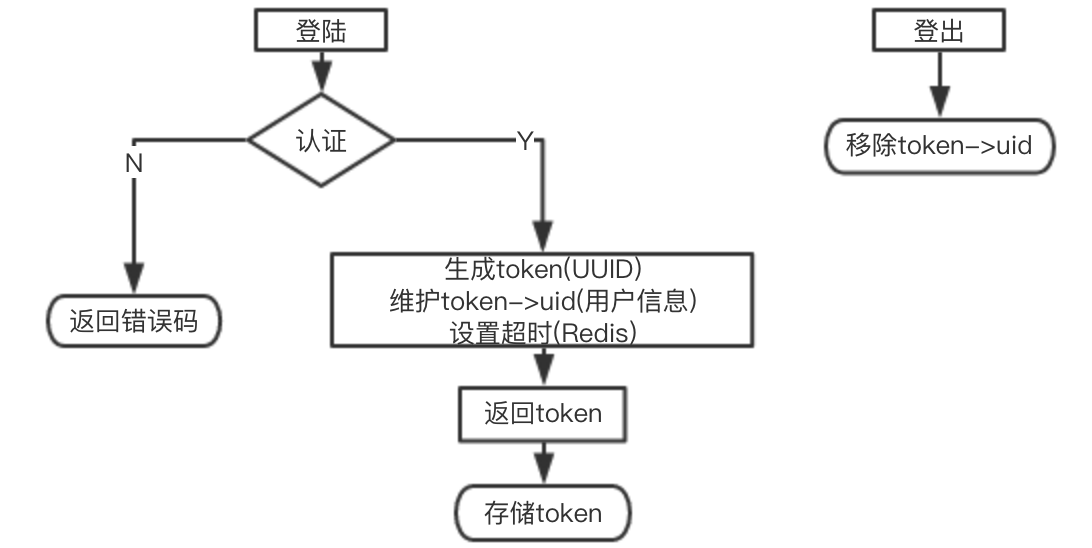 登陆
登出
认证
移除token->uid
N
Y
生成token(UUID)
维护token->uid(用户信息)
设置超时(Redis)
返回错误码
返回token
存储token